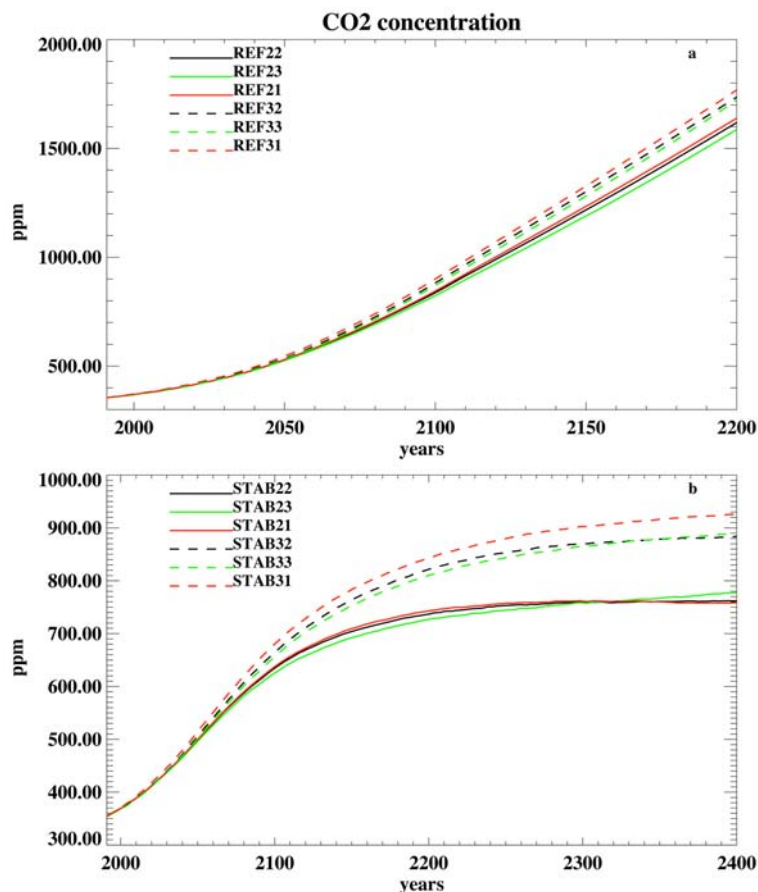 CO2 concentration
2000.00
1500.00
1000.00
500.00
ppm
a
REF22
REF23
REF21
REF32
REF33
REF31
2000 2050 2100 2150 2200
years
1000.00
900.00
800.00
700.00
600.00
500.00
400.00
300.00
ppm
b
STAB22
STAB23
STAB21
STAB32
STAB33
STAB31
2000 2100 2200 2300 2400
years